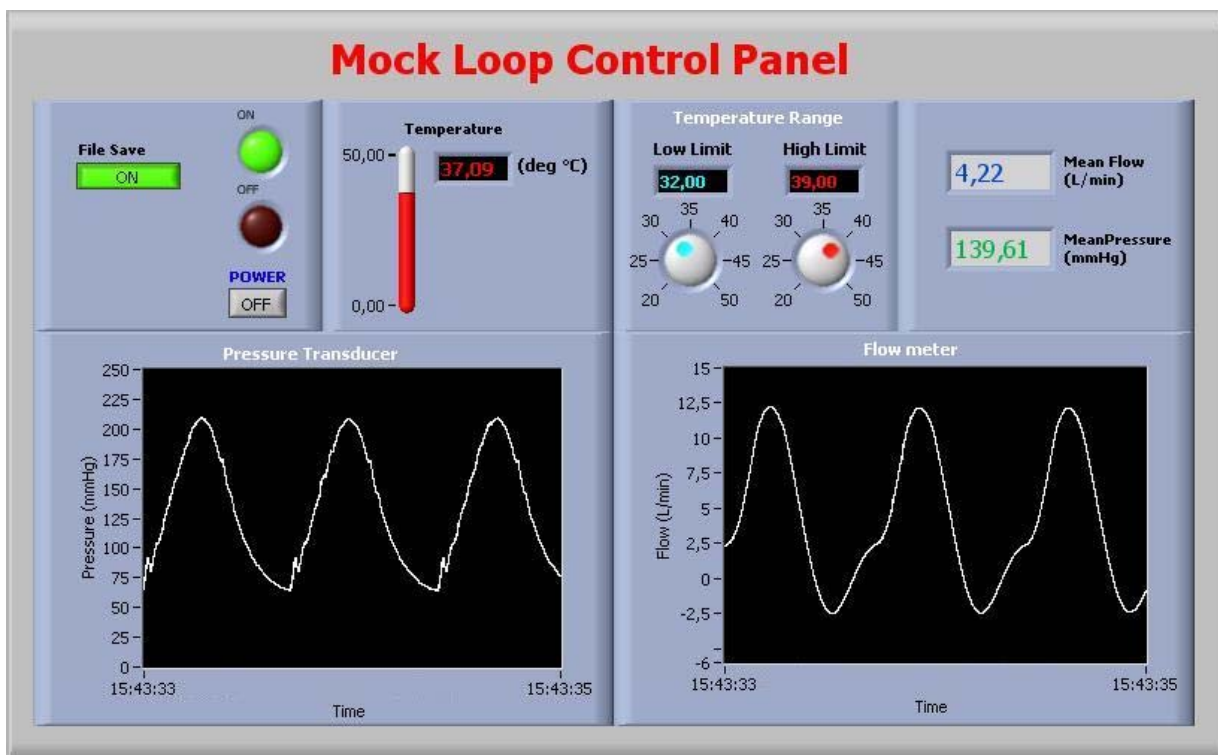 Mock Loop Control Panel
File Save
ON
ON
OFF
POWER
OFF
Temperature
50,00
37,09 (deg °C)
0,00
Temperature Range
Low Limit
32,00
20 25 30 35 40 45 50
High Limit
39,00
20 25 30 35 40 45 50
4,22
Mean Flow
(L/min)
139,61
MeanPressure
(mmHg)
Pressure Transducer
Pressure (mmHg)
250
225
200
175
150
125
100
75
50
25
0
15:43:33 15:43:35
Time
Flow meter
Flow (L/min)
15
12,5
10
7,5
5
2,5
0
-2,5
-6
15:43:33 15:43:35
Time